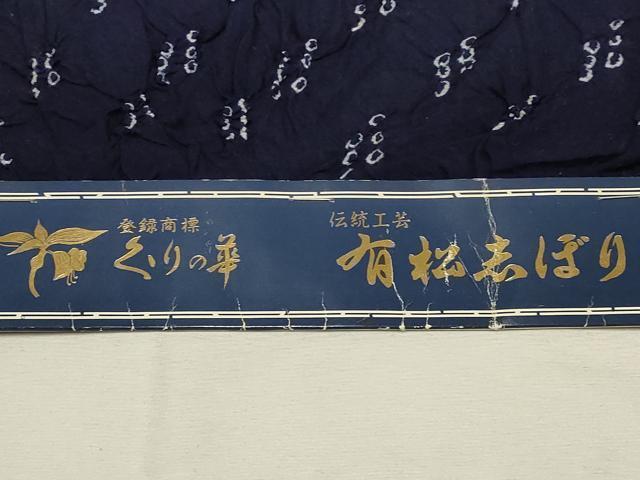 登録商標
くりの華
伝統工芸
有松志ぼり